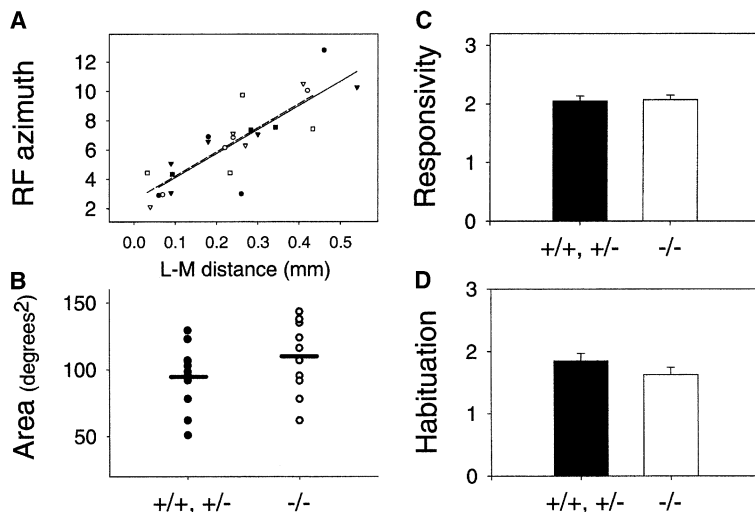 A
RF azimuth
12
10
8
6
4
2
0.0 0.1 0.2 0.3 0.4 0.5
L-M distance (mm)
B
Area (degrees²)
150
100
50
+/+, +/- -/-
C
Responsivity
3
2
1
0
+/+, +/- -/-
D
Habituation
3
2
1
0
+/+, +/- -/-